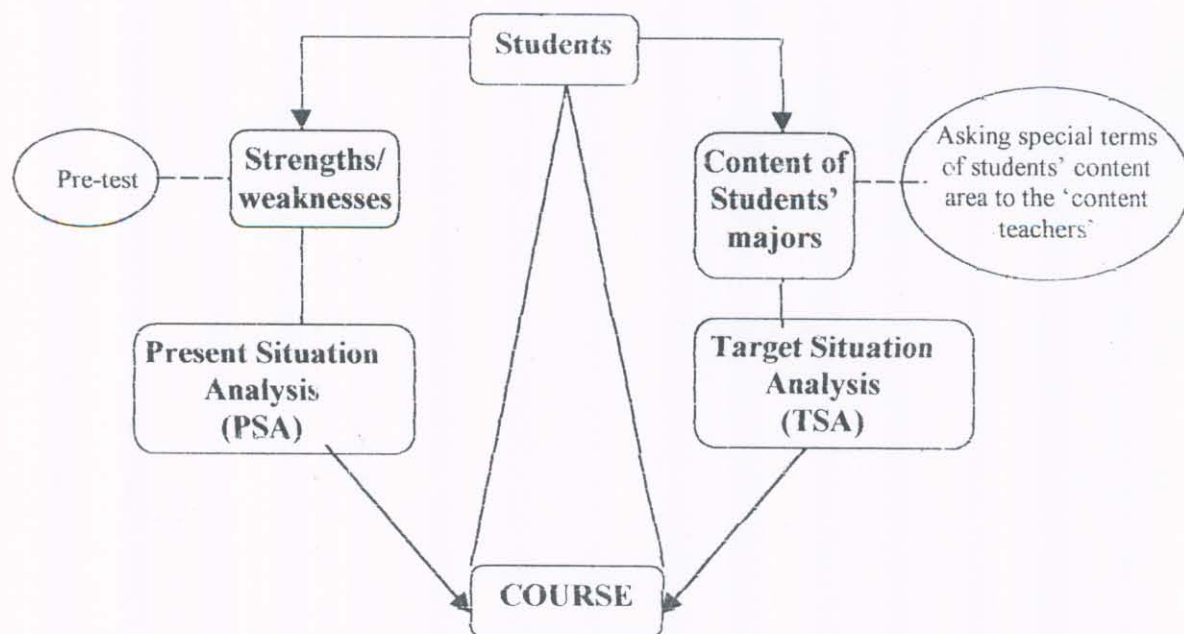 Students
Pre-test
Strengths/
weaknesses
Content of
Students’
majors
Asking special terms
of students’ content
area to the ‘content
teachers‘
Present Situation
Analysis
(PSA)
Target Situation
Analysis
(TSA)
COURSE